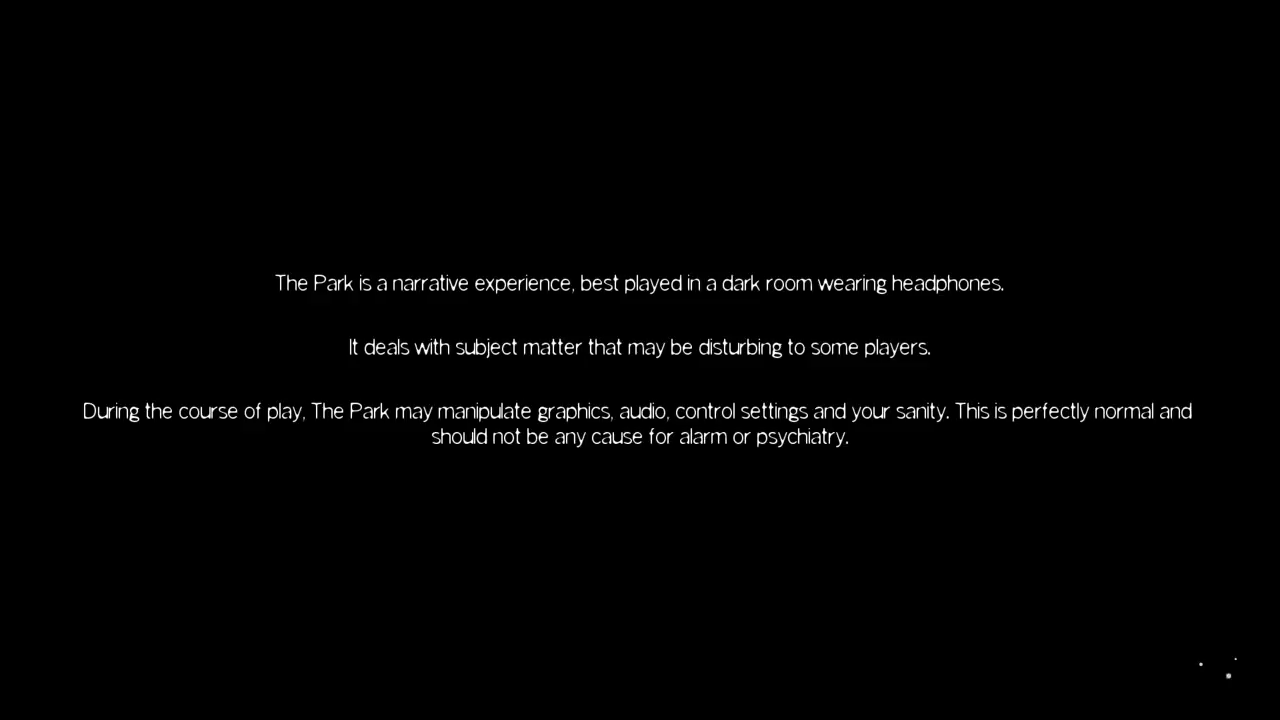 The Park is a narrative experience, best played in a dark room wearing headphones.
It deals with subject matter that may be disturbing to some players.
During the course of play, The Park may manipulate graphics, audio, control settings and your sanity. This is perfectly normal and
should not be any cause for alarm or psychiatry.